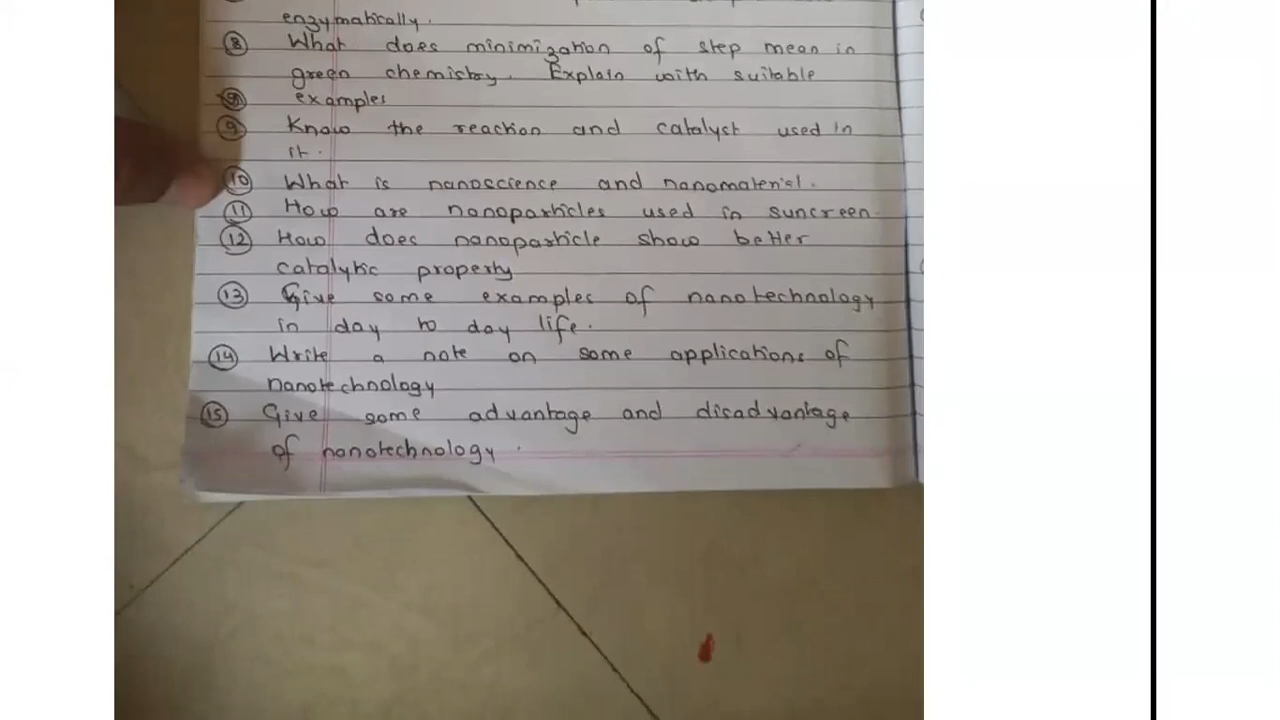 enzymatically.
8 What does minimization of step mean in
green chemistry. Explain with suitable
examples
9 Know the reaction and catalyst used in
it.
10 What is nanoscience and nanomaterial.
11 How are nanoparticles used in suncreen.
12 How does nanoparticle show better
catalytic property
13 Give some examples of nanotechnology
in day to day life.
14 Write a note on some applications of
nanotechnology
15 Give some advantage and disadvantage
of nanotechnology.